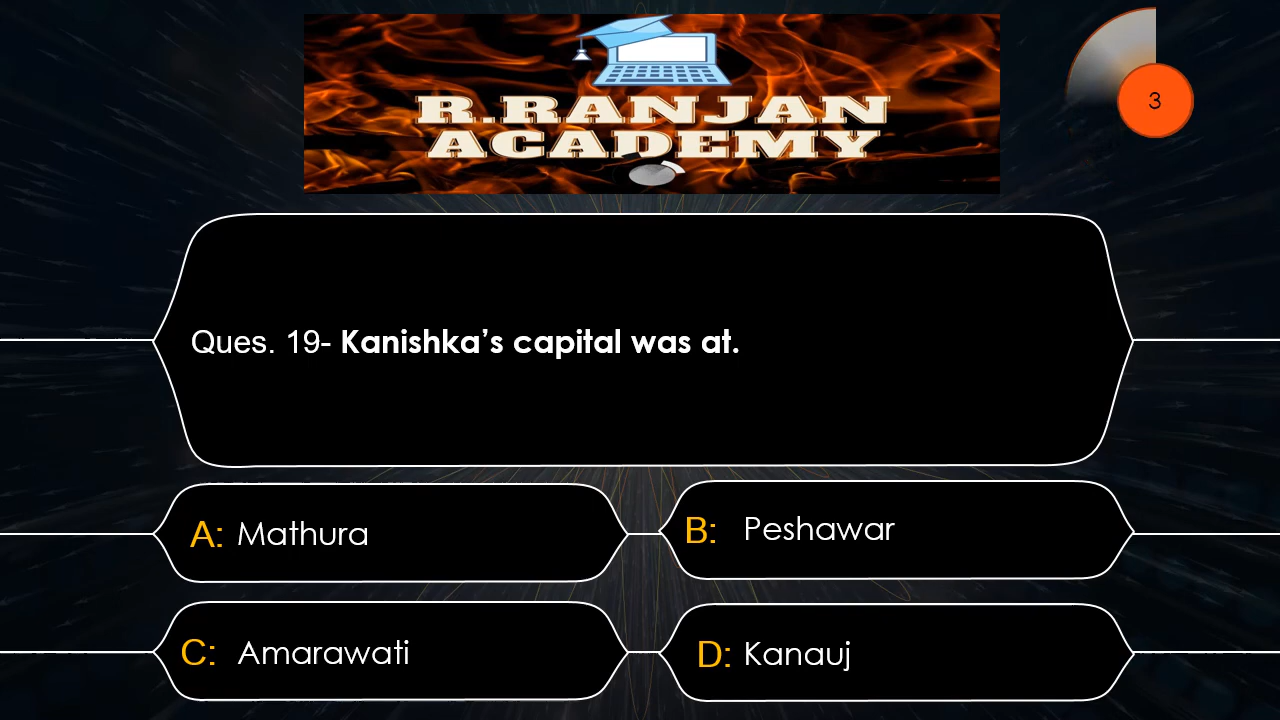 R.RANJAN
ACADEMY
3
Ques. 19- Kanishka’s capital was at.
A: Mathura
B: Peshawar
C: Amarawati
D: Kanauj